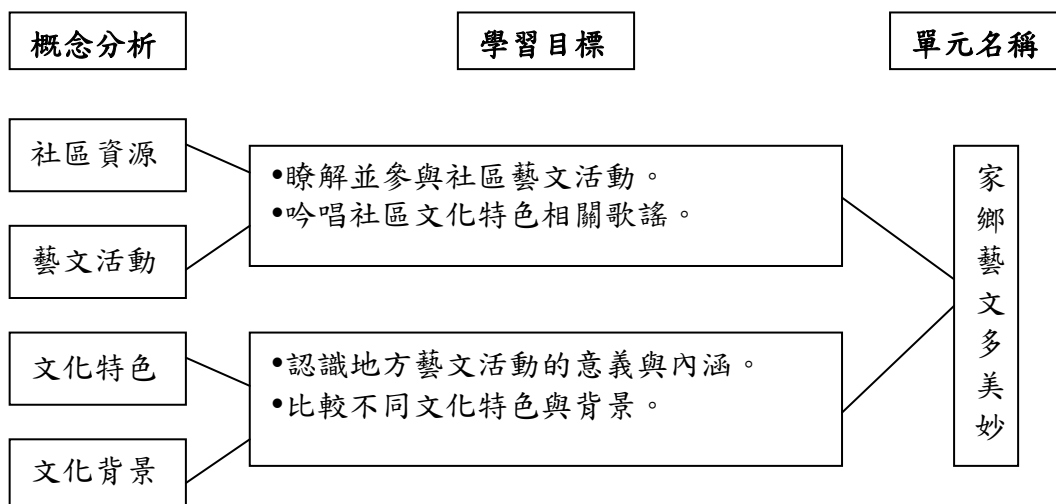 概念分析
學習目標
單元名稱
社區資源
藝文活動
•瞭解並參與社區藝文活動。
•吟唱社區文化特色相關歌謠。
文化特色
文化背景
•認識地方藝文活動的意義與內涵。
•比較不同文化特色與背景。
家鄉藝文多美妙